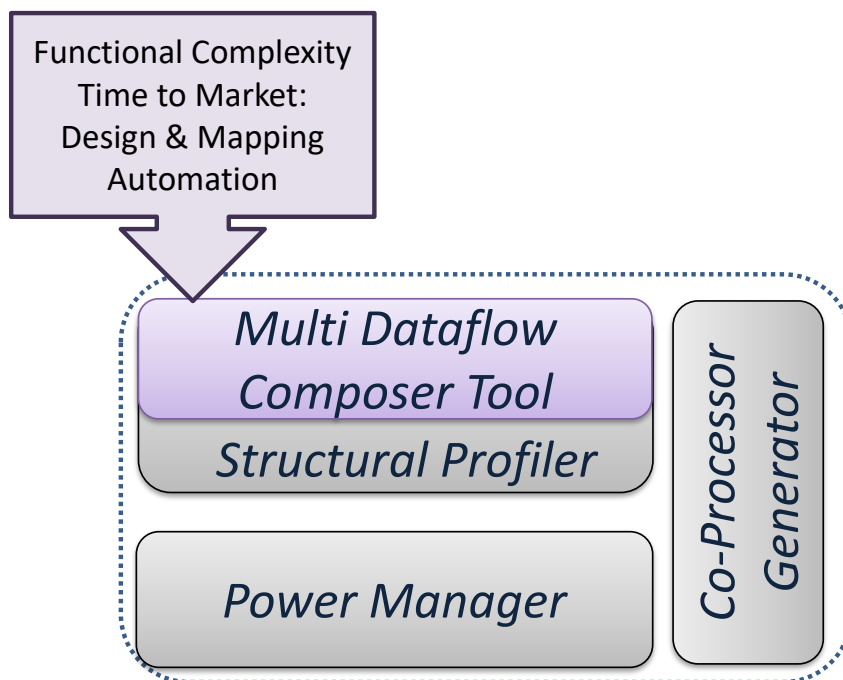 Functional Complexity
Time to Market:
Design & Mapping
Automation
Multi Dataflow
Composer Tool
Structural Profiler
Power Manager
Co-Processor
Generator